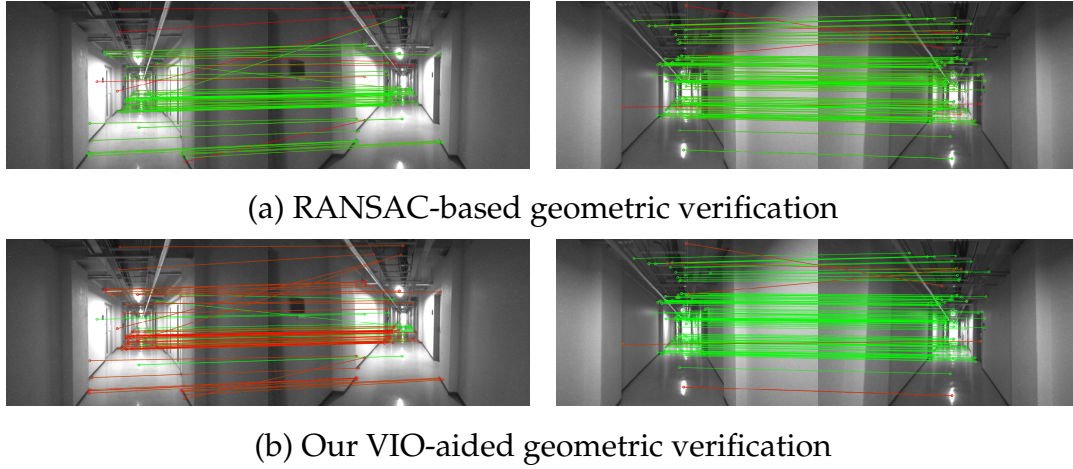 (a) RANSAC-based geometric verification
(b) Our VIO-aided geometric verification